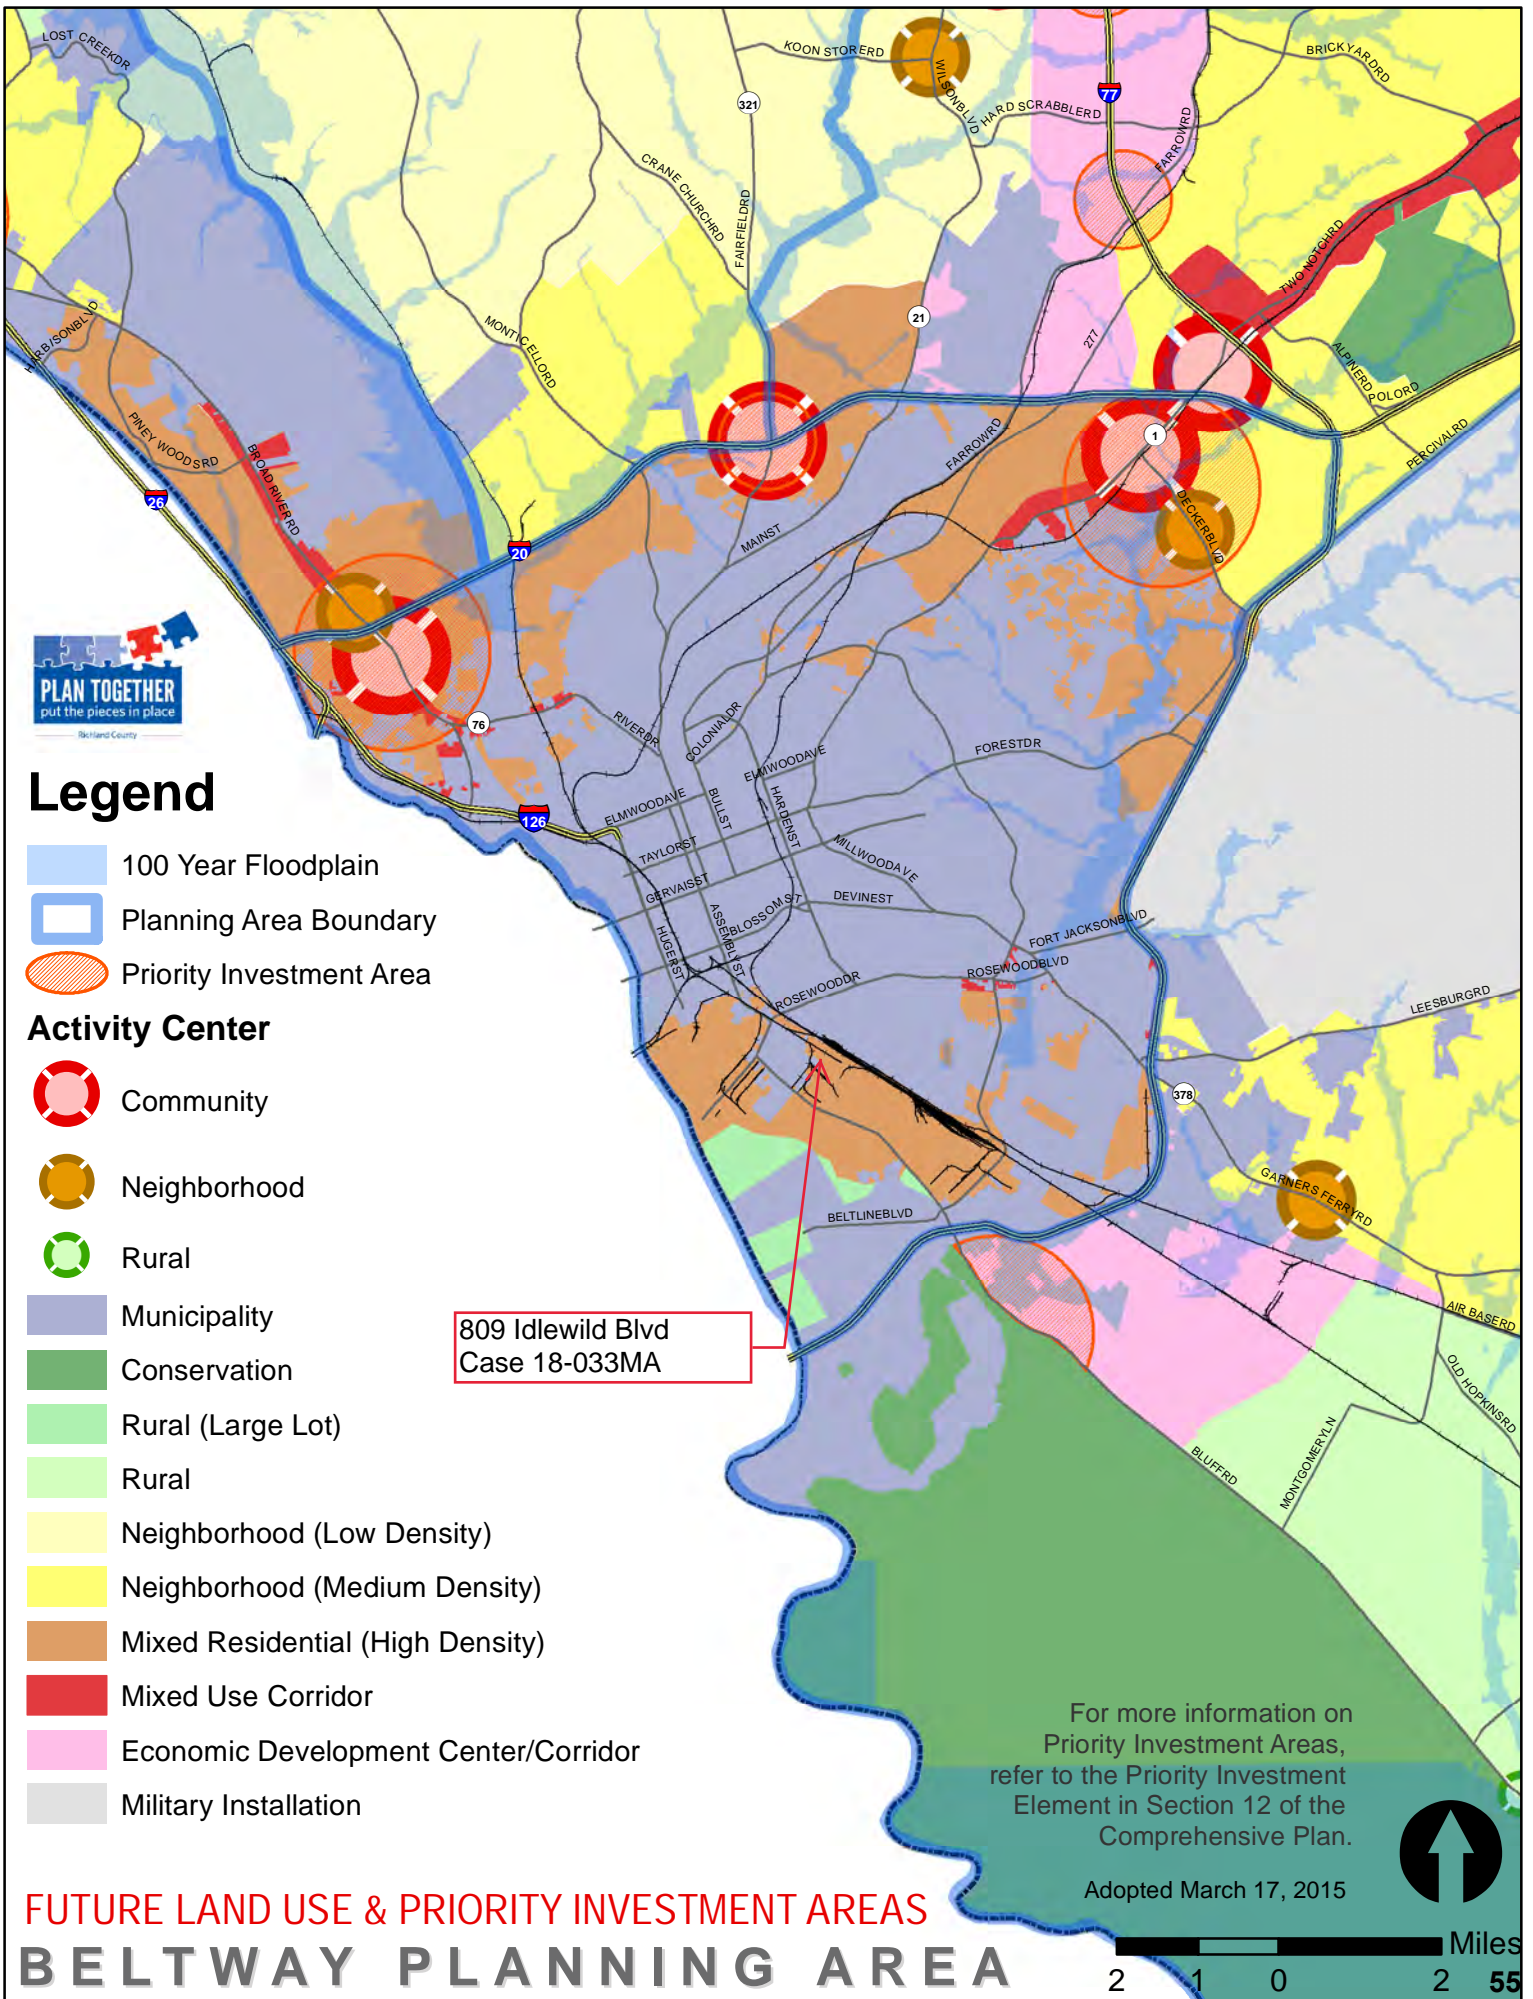 LOST CREEKDR
KOON STORERD
WILSONBLVD
HARD SCRABBLERD
BRICKYARDRD
77
321
FARROWRD
CRANE CHURCHRD
FAIRFIELDRD
TWO NOTCHRD
HARBISONBLVD
MONTICELLORD
21
277
ALPINERD
POLORD
PINEY WOODSRD
BROAD RIVERRD
FARROWRD
1
PERCIVALRD
26
20
MAINST
DECKERBLVD
PLAN TOGETHER
put the pieces in place
Richland County
76
RIVERDR
COLONIALDR
ELMWOODAVE
FORESTDR
Legend
126
ELMWOODAVE
BULLST
HARDENST
TAYLORST
MILLWOODAVE
GERVAISST
DEVINEST
BLOSSOMST
ASSEMBLYST
HUGERST
FORT JACKSONBLVD
ROSEWOODBLVD
ROSEWOODDR
LEESBURGRD
100 Year Floodplain
Planning Area Boundary
Priority Investment Area
Activity Center
Community
Neighborhood
Rural
378
GARNERS FERRYRD
BELTLINEBLVD
AIR BASERD
OLD HOPKINSRD
MONTGOMERYLN
BLUFFRD
809 Idlewild Blvd
Case 18-033MA
Municipality
Conservation
Rural (Large Lot)
Rural
Neighborhood (Low Density)
Neighborhood (Medium Density)
Mixed Residential (High Density)
Mixed Use Corridor
Economic Development Center/Corridor
Military Installation
For more information on
Priority Investment Areas,
refer to the Priority Investment
Element in Section 12 of the
Comprehensive Plan.
Adopted March 17, 2015
FUTURE LAND USE & PRIORITY INVESTMENT AREAS
BELTWAY PLANNING AREA
Miles
2 1 0 2
55